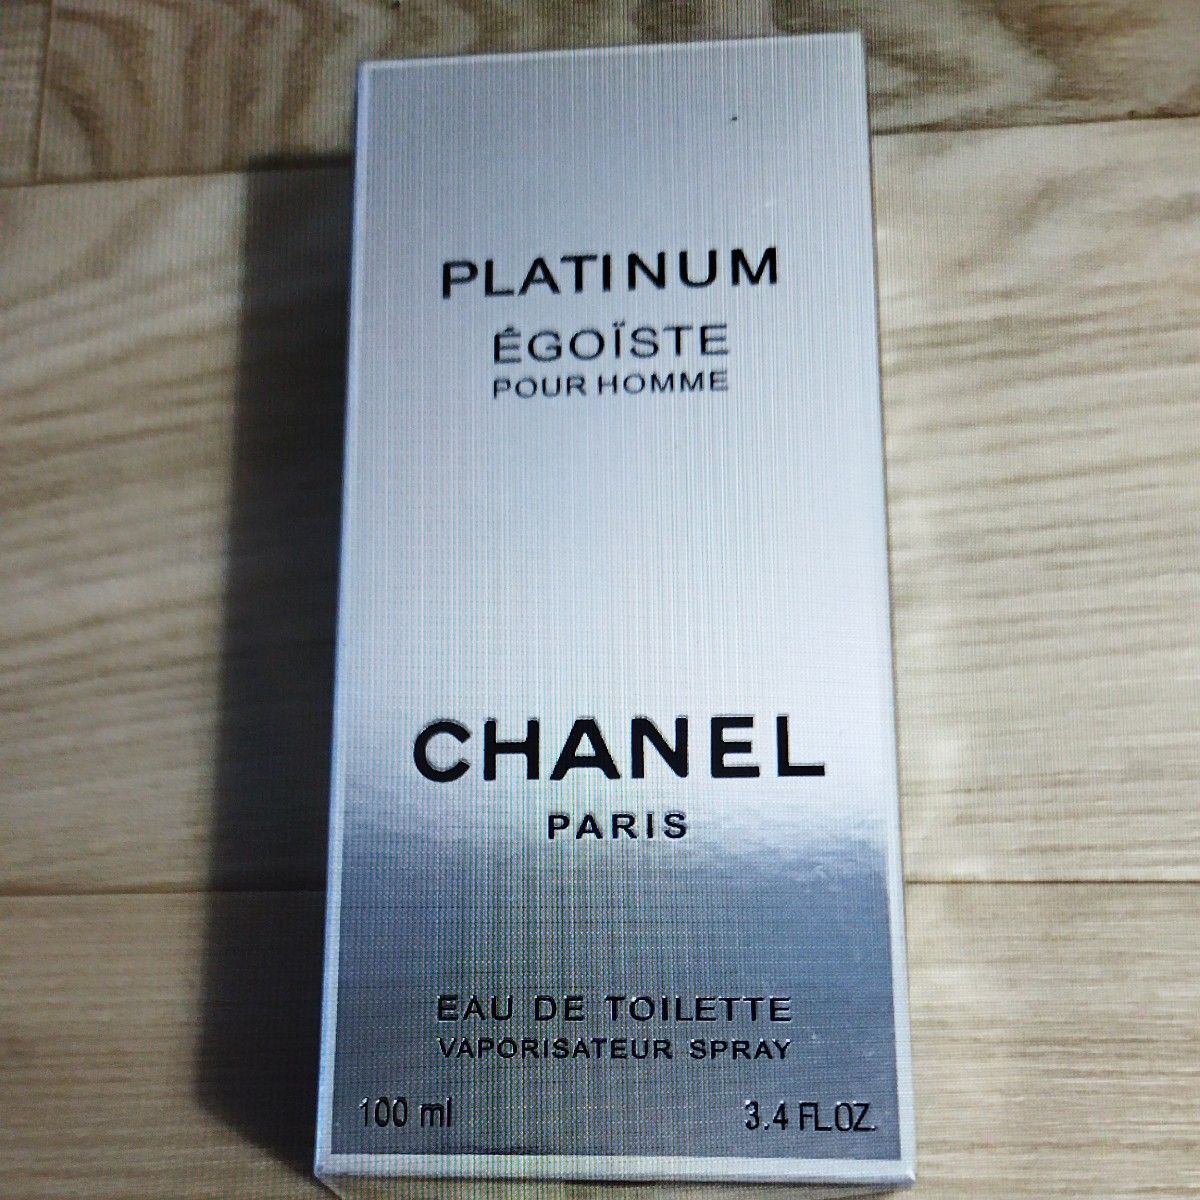 PLATINUM
ÉGOÏSTE
POUR HOMME
CHANEL
PARIS
EAU DE TOILETTE
VAPORISATEUR SPRAY
100 ml 3.4 FL.OZ.